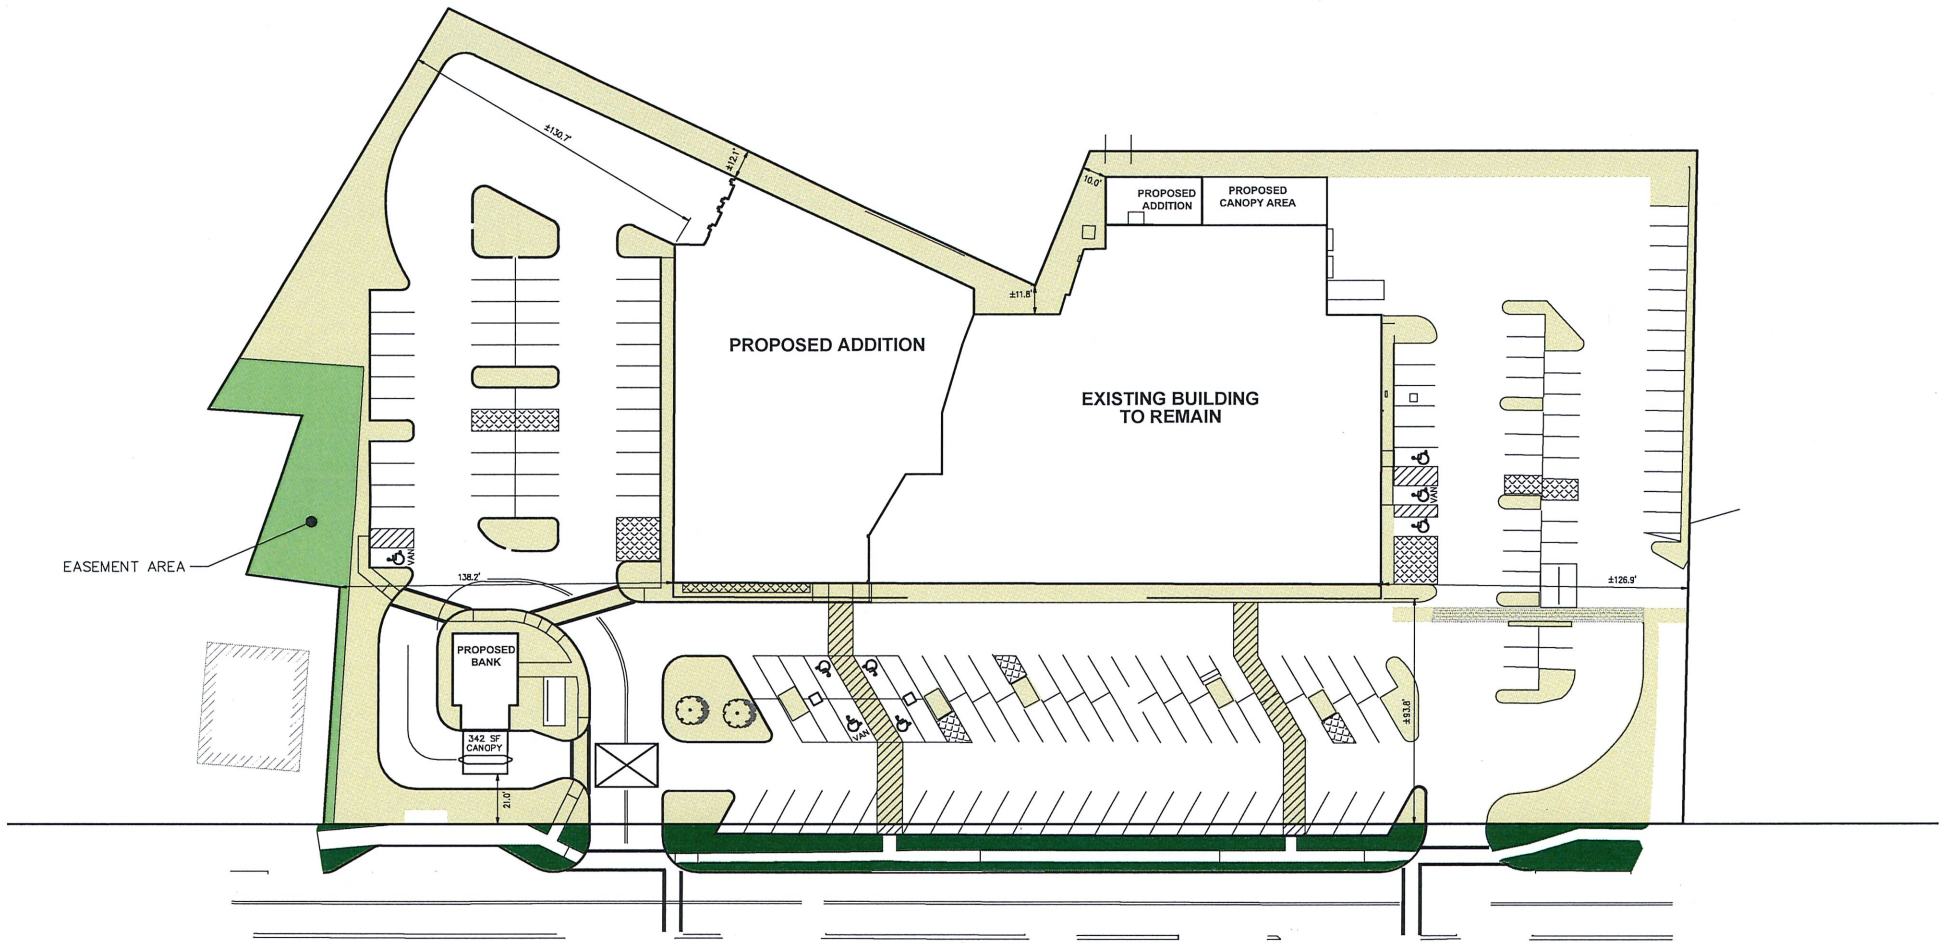 ±130.7'
±12.1'
10.0'
PROPOSED
ADDITION
PROPOSED
CANOPY AREA
±11.8'
PROPOSED ADDITION
EXISTING BUILDING
TO REMAIN
VAN
VAN
EASEMENT AREA
138.2'
±126.9'
PROPOSED
BANK
342 SF
CANOPY
VAN
±93.8'
21.0'